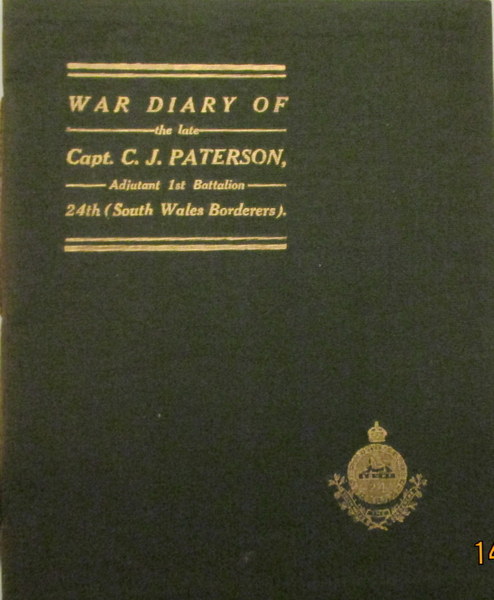 WAR DIARY OF
the late
Capt. C. J. PATERSON,
Adjutant 1st Battalion
24th (South Wales Borderers).
14